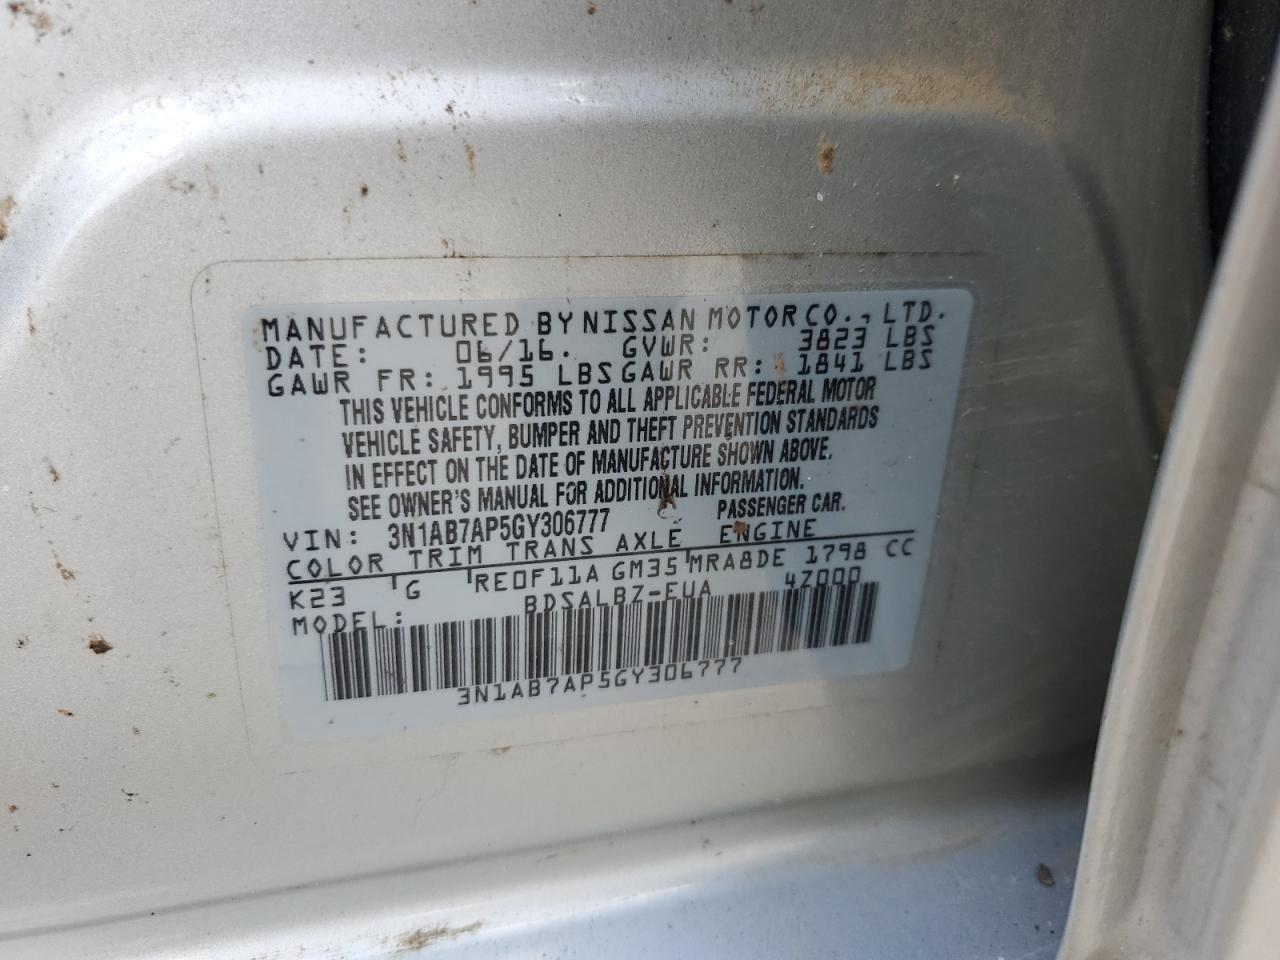 MANUFACTURED BY NISSAN MOTOR CO., LTD.
DATE: 06/16. GVWR: 3823 LBS
GAWR FR: 1995 LBS GAWR RR: 1841 LBS
THIS VEHICLE CONFORMS TO ALL APPLICABLE FEDERAL MOTOR
VEHICLE SAFETY, BUMPER AND THEFT PREVENTION STANDARDS
IN EFFECT ON THE DATE OF MANUFACTURE SHOWN ABOVE.
SEE OWNER'S MANUAL FOR ADDITIONAL INFORMATION.
VIN: 3N1AB7AP5GY306777 PASSENGER CAR.
COLOR TRIM TRANS AXLE ENGINE
K23 G RE0F11A GM35 MRA8DE 1798 CC
MODEL: BDSALBZ-EUA 4Z000
3N1AB7AP5GY306777